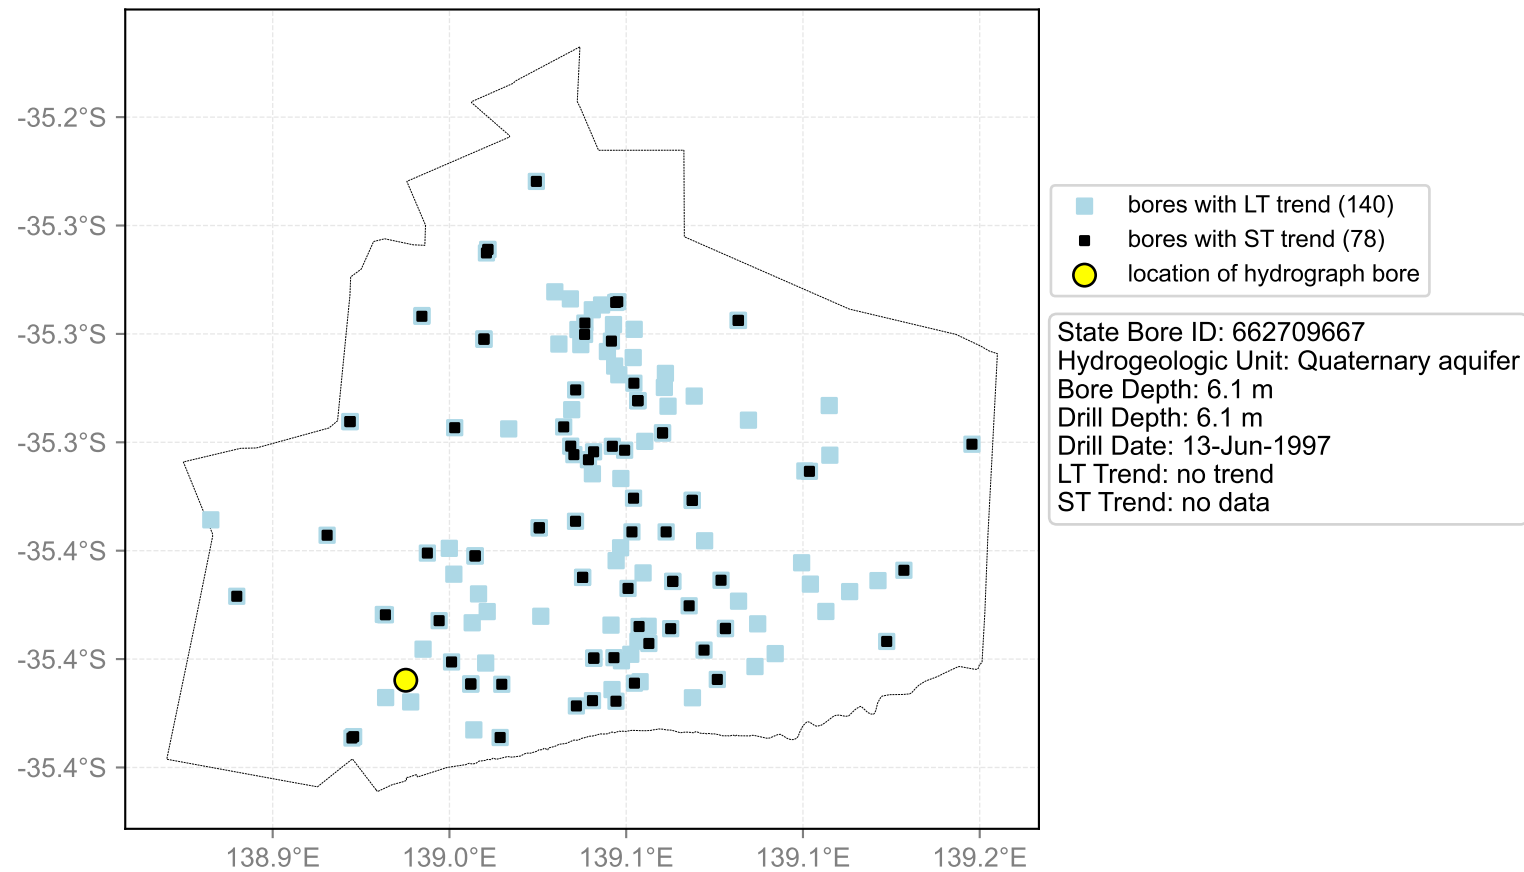 -35.2°S
-35.3°S
-35.3°S
-35.3°S
-35.4°S
-35.4°S
-35.4°S
138.9°E
139.0°E
139.1°E
139.1°E
139.2°E
bores with LT trend (140)
bores with ST trend (78)
location of hydrograph bore
State Bore ID: 662709667
Hydrogeologic Unit: Quaternary aquifer
Bore Depth: 6.1 m
Drill Depth: 6.1 m
Drill Date: 13-Jun-1997
LT Trend: no trend
ST Trend: no data